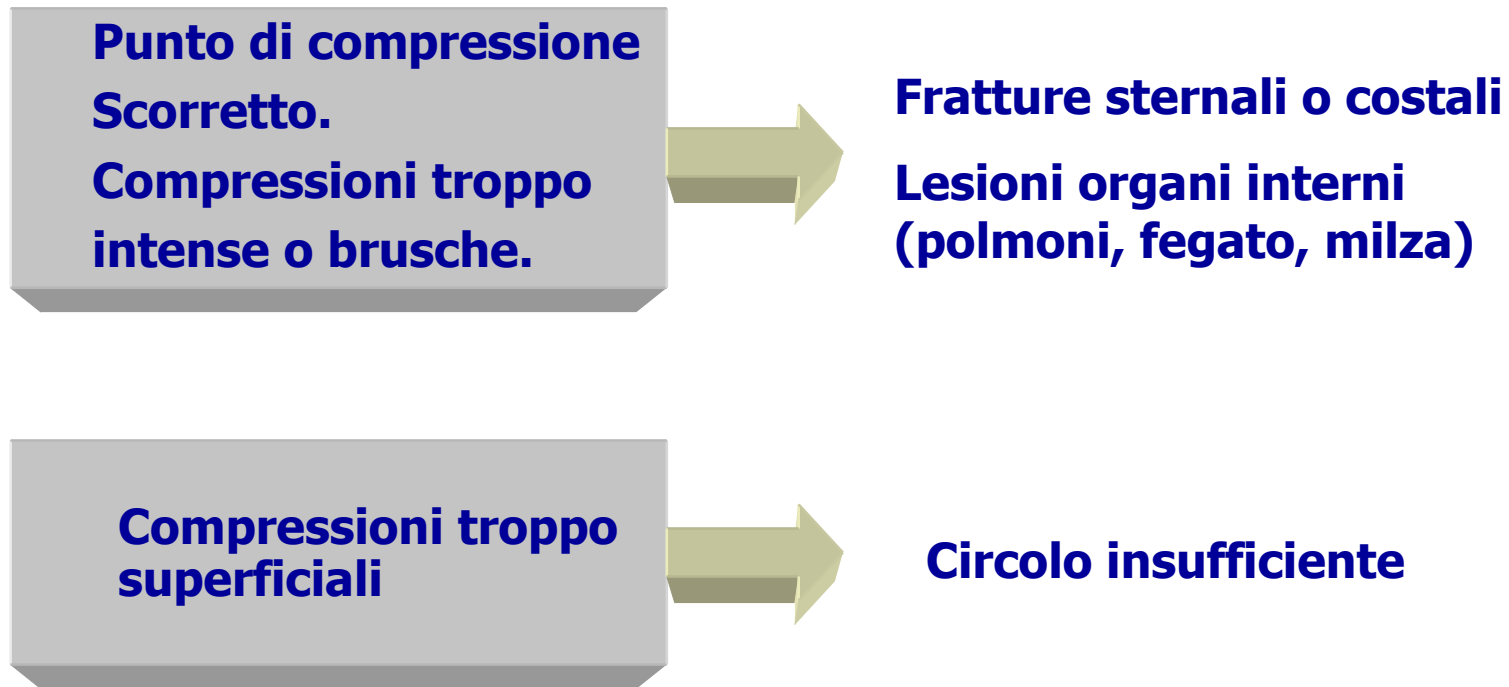 Punto di compressione
Scorretto.
Compressioni troppo
intense o brusche.
Fratture sternali o costali
Lesioni organi interni
(polmoni, fegato, milza)
Compressioni troppo
superficiali
Circolo insufficiente